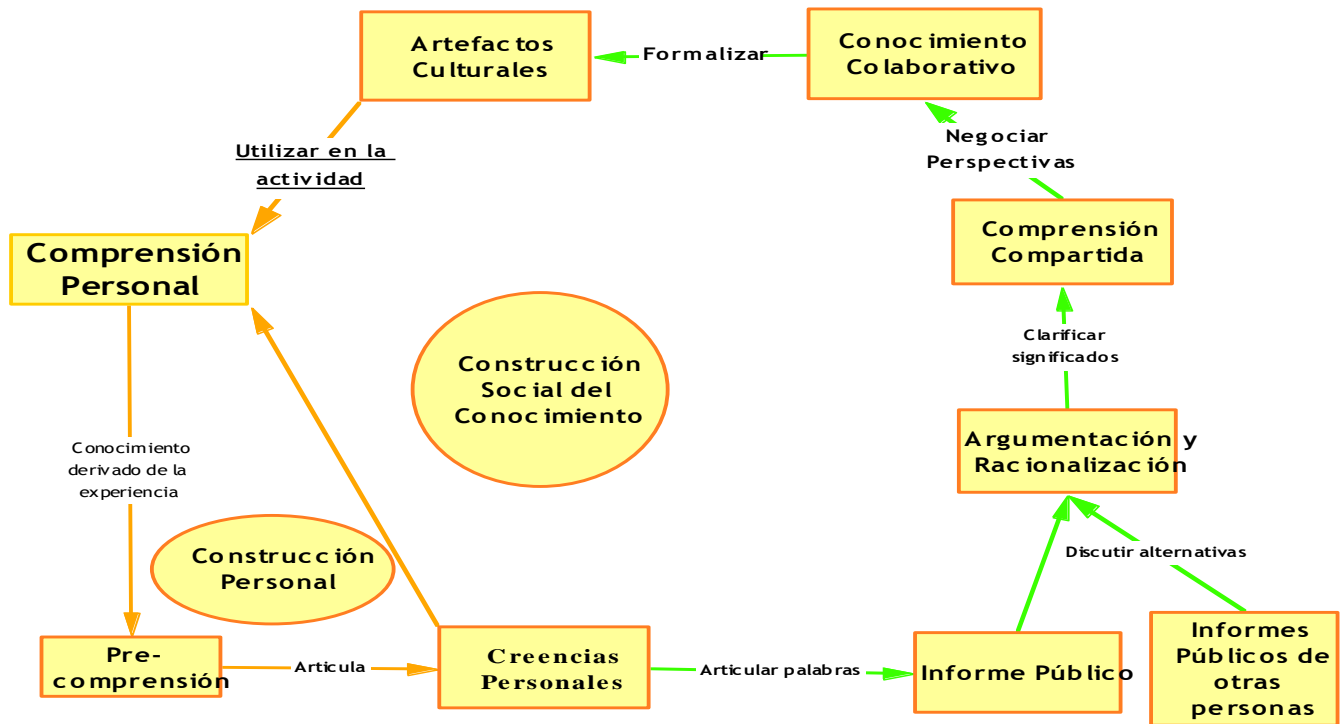 Artefactos
Culturales
Formalizar
Conocimiento
Colaborativo
Utilizar en la
actividad
Negociar
Perspectivas
Comprensión
Personal
Comprensión
Compartida
Construcción
Social del
Conocimiento
Clarificar
significados
Conocimiento
derivado de la
experiencia
Argumentación y
Racionalización
Construcción
Personal
Discutir alternativas
Pre-
comprensión
Articula
Creencias
Personales
Articular palabras
Informe Público
Informes
Públicos de
otras
personas